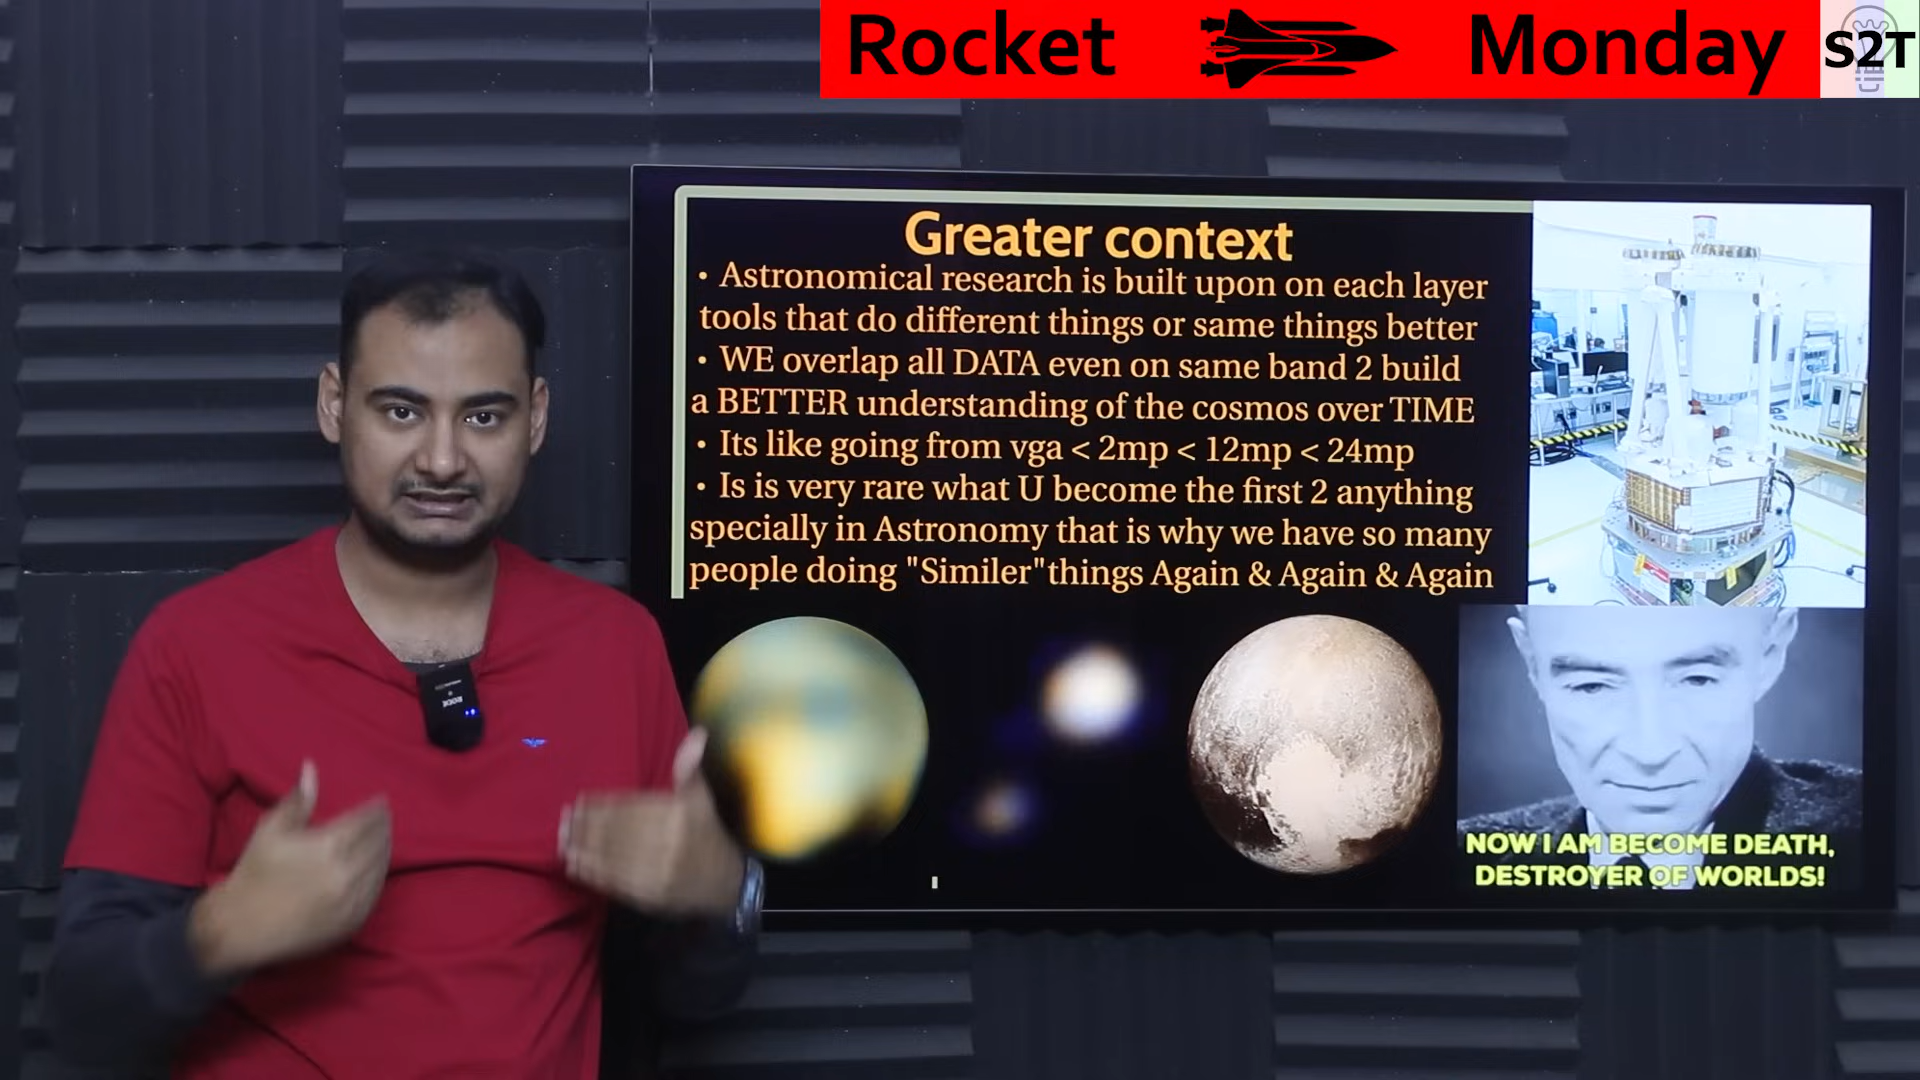 Rocket Monday
S2T
Greater context
• Astronomical research is built upon on each layer
tools that do different things or same things better
• WE overlap all DATA even on same band 2 build
a BETTER understanding of the cosmos over TIME
• Its like going from vga < 2mp < 12mp < 24mp
• Is is very rare what U become the first 2 anything
specially in Astronomy that is why we have so many
people doing "Similer"things Again & Again & Again
NOW I AM BECOME DEATH,
DESTROYER OF WORLDS!
RODE